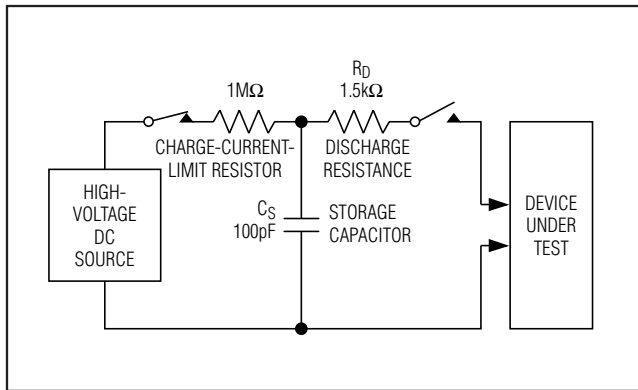 R_D
1MΩ
1.5kΩ
CHARGE-CURRENT-
LIMIT RESISTOR
DISCHARGE
RESISTANCE
HIGH-
VOLTAGE
DC
SOURCE
C_S
100pF
STORAGE
CAPACITOR
DEVICE
UNDER
TEST